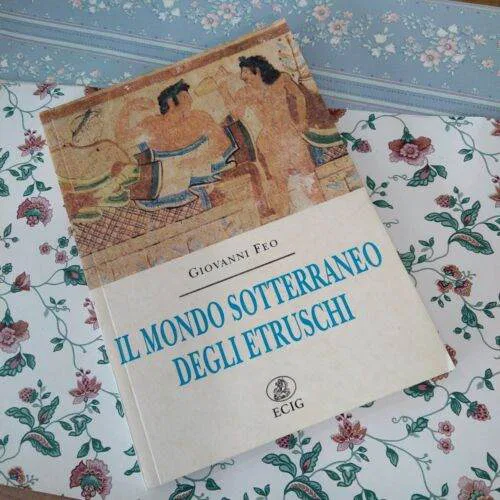 GIOVANNI FEO
IL MONDO SOTTERRANEO
DEGLI ETRUSCHI
ECIG